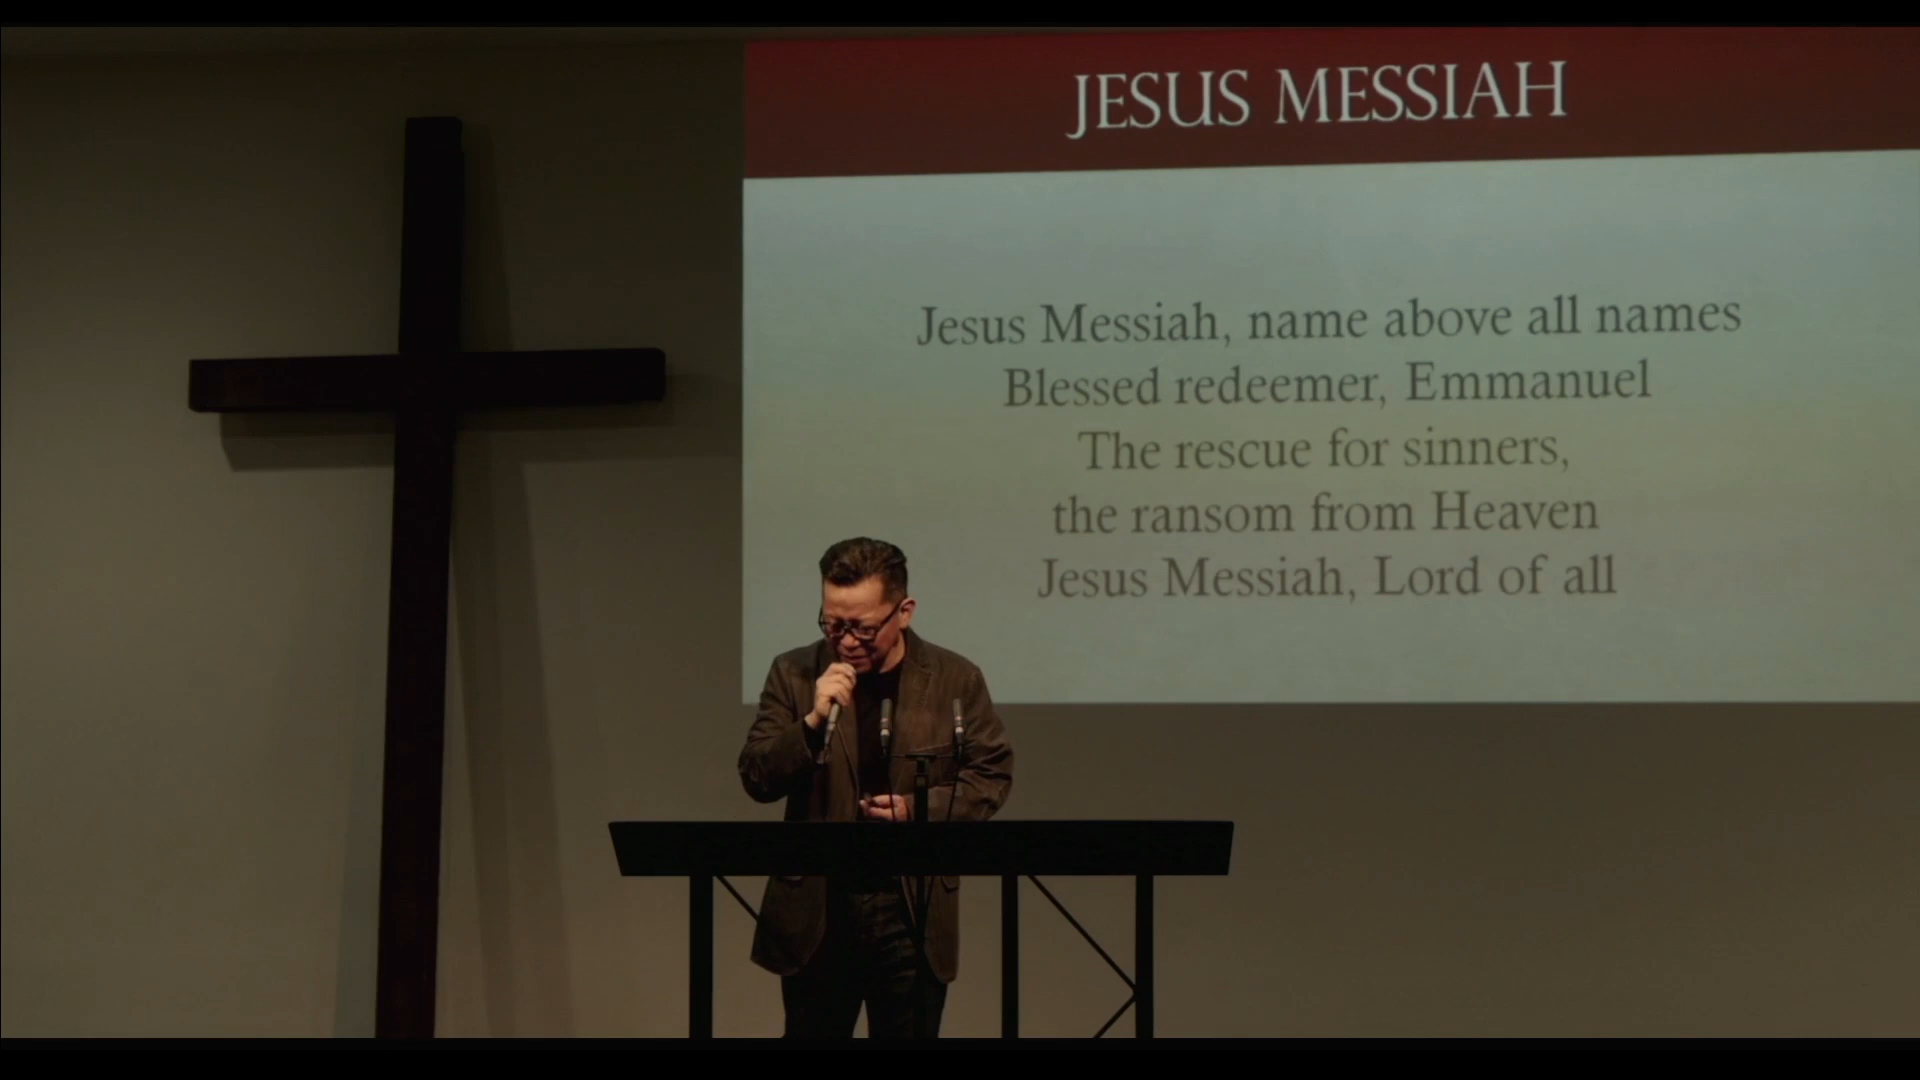 JESUS MESSIAH
Jesus Messiah, name above all names
Blessed redeemer, Emmanuel
The rescue for sinners,
the ransom from Heaven
Jesus Messiah, Lord of all